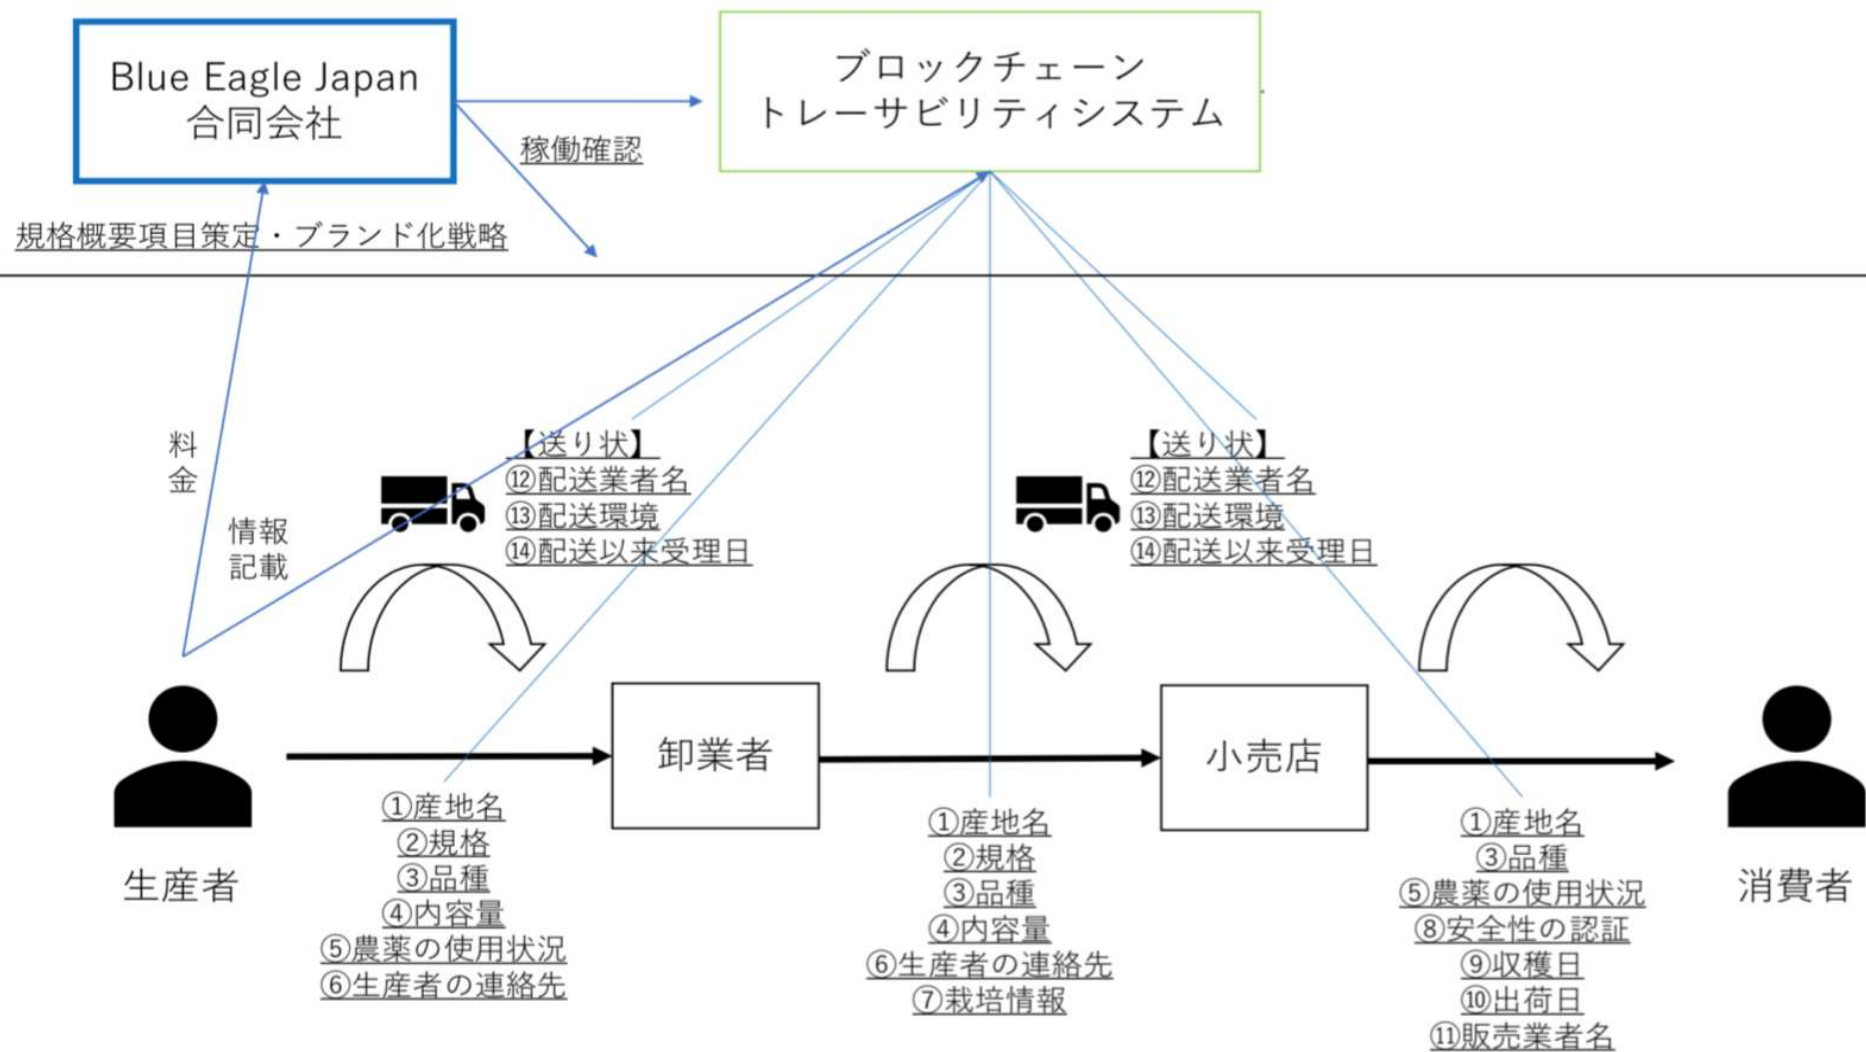 Blue Eagle Japan
合同会社
ブロックチェーン
トレーサビリティシステム
稼働確認
規格概要項目策定・ブランド化戦略
料
金
情報
記載
【送り状】
⑫配送業者名
⑬配送環境
⑭配送以来受理日
【送り状】
⑫配送業者名
⑬配送環境
⑭配送以来受理日
生産者
卸業者
小売店
消費者
①産地名
②規格
③品種
④内容量
⑤農薬の使用状況
⑥生産者の連絡先
①産地名
②規格
③品種
④内容量
⑥生産者の連絡先
⑦栽培情報
①産地名
③品種
⑤農薬の使用状況
⑧安全性の認証
⑨収穫日
⑩出荷日
⑪販売業者名